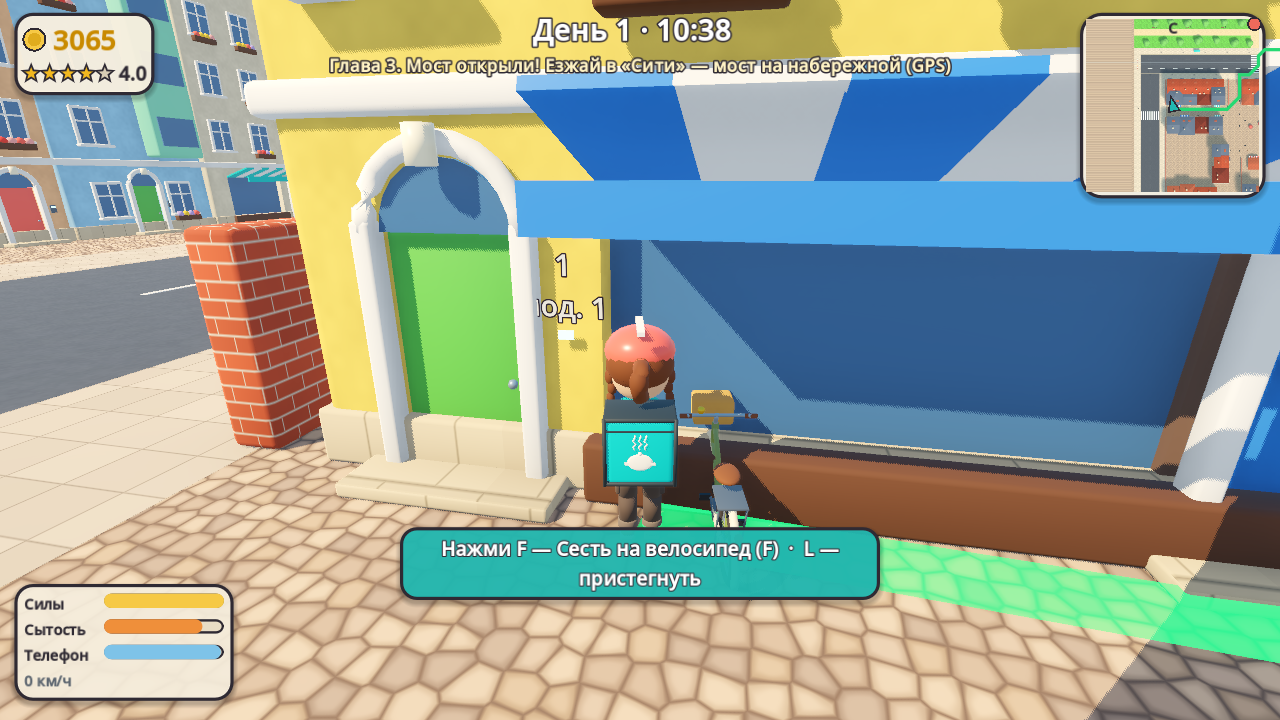 3065
4.0
День 1 · 10:38
Глава 3. Мост открыли! Езжай в «Сити» — мост на набережной (GPS)
С
1
под. 1
Нажми F — Сесть на велосипед (F) · L —
пристегнуть
Силы
Сытость
Телефон
0 км/ч